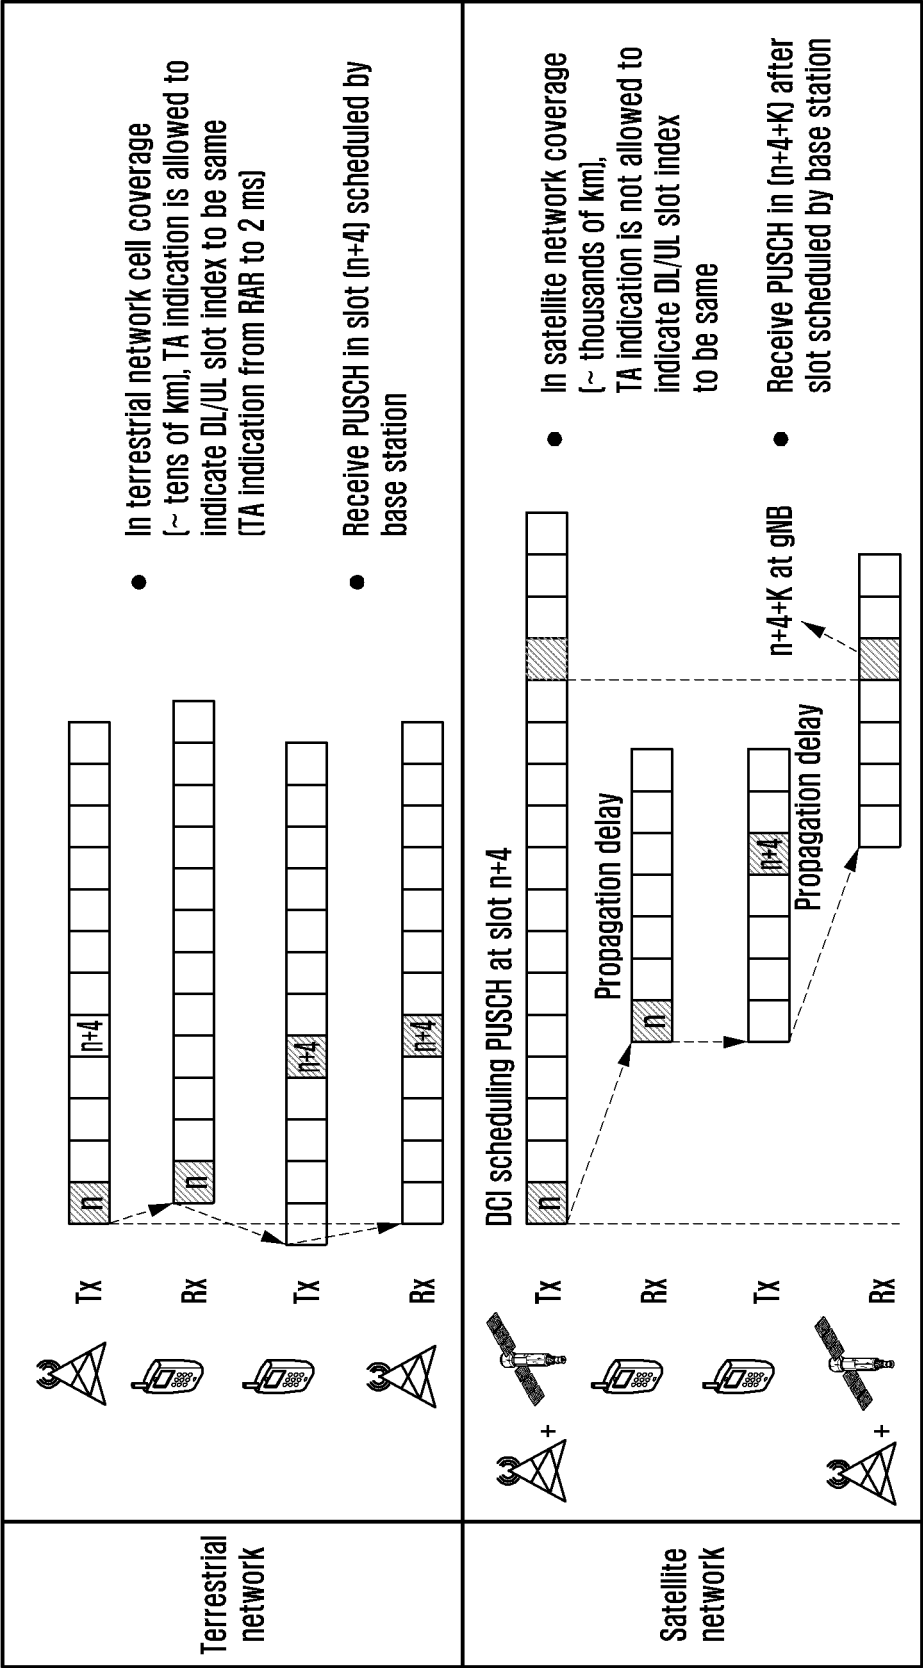 Terrestrial
network
Tx
n
n+4
Rx
n
Tx
n+4
Rx
n+4
● In terrestrial network cell coverage
(~ tens of km), TA indication is allowed to
indicate DL/UL slot index to be same
(TA indication from RAR to 2 ms)
● Receive PUSCH in slot (n+4) scheduled by
base station
Satellite
network
DCI scheduling PUSCH at slot n+4
+
Tx
n
Propagation delay
Rx
n
Tx
n+4
Propagation delay
n+4+K at gNB
+
Rx
● In satellite network coverage
(~ thousands of km),
TA indication is not allowed to
indicate DL/UL slot index
to be same
● Receive PUSCH in (n+4+K) after
slot scheduled by base station